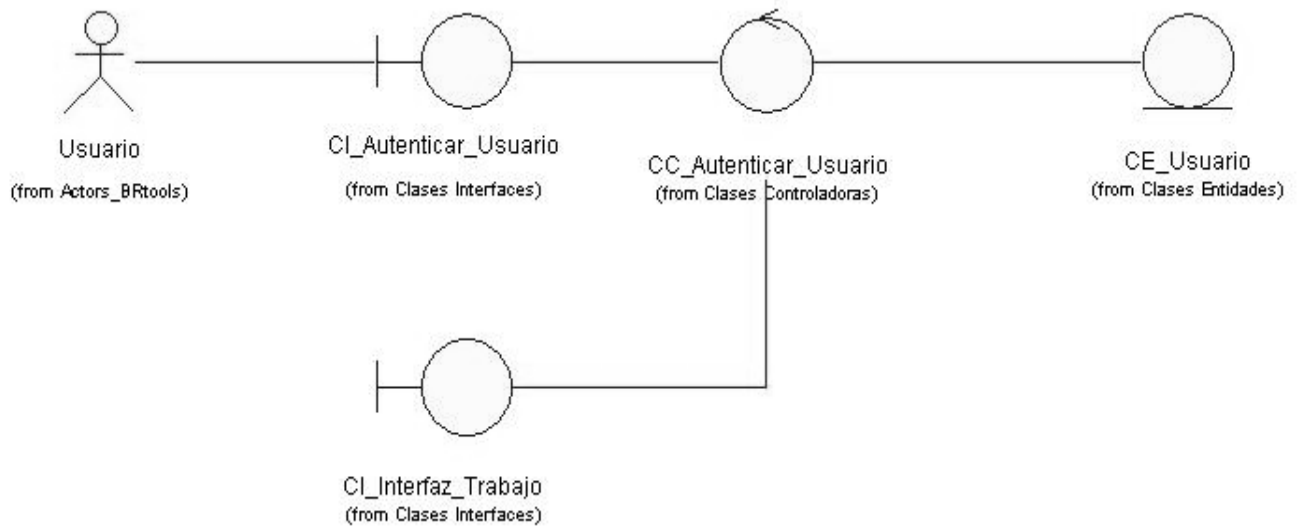 Usuario
(from Actors_BRtools)
CI_Autenticar_Usuario
(from Clases Interfaces)
CC_Autenticar_Usuario
(from Clases Controladoras)
CE_Usuario
(from Clases Entidades)
CI_Interfaz_Trabajo
(from Clases Interfaces)